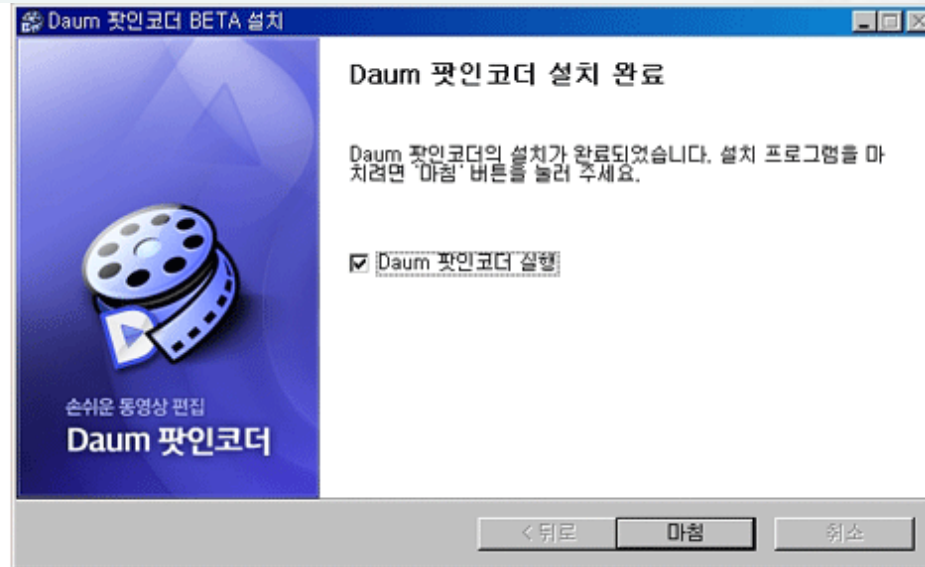 Daum 팟인코더 BETA 설치
Daum 팟인코더 설치 완료
Daum 팟인코더의 설치가 완료되었습니다. 설치 프로그램을 마
치려면 '마침' 버튼을 눌러 주세요.
Daum 팟인코더 실행
손쉬운 동영상 편집
Daum 팟인코더
< 뒤로
마침
취소